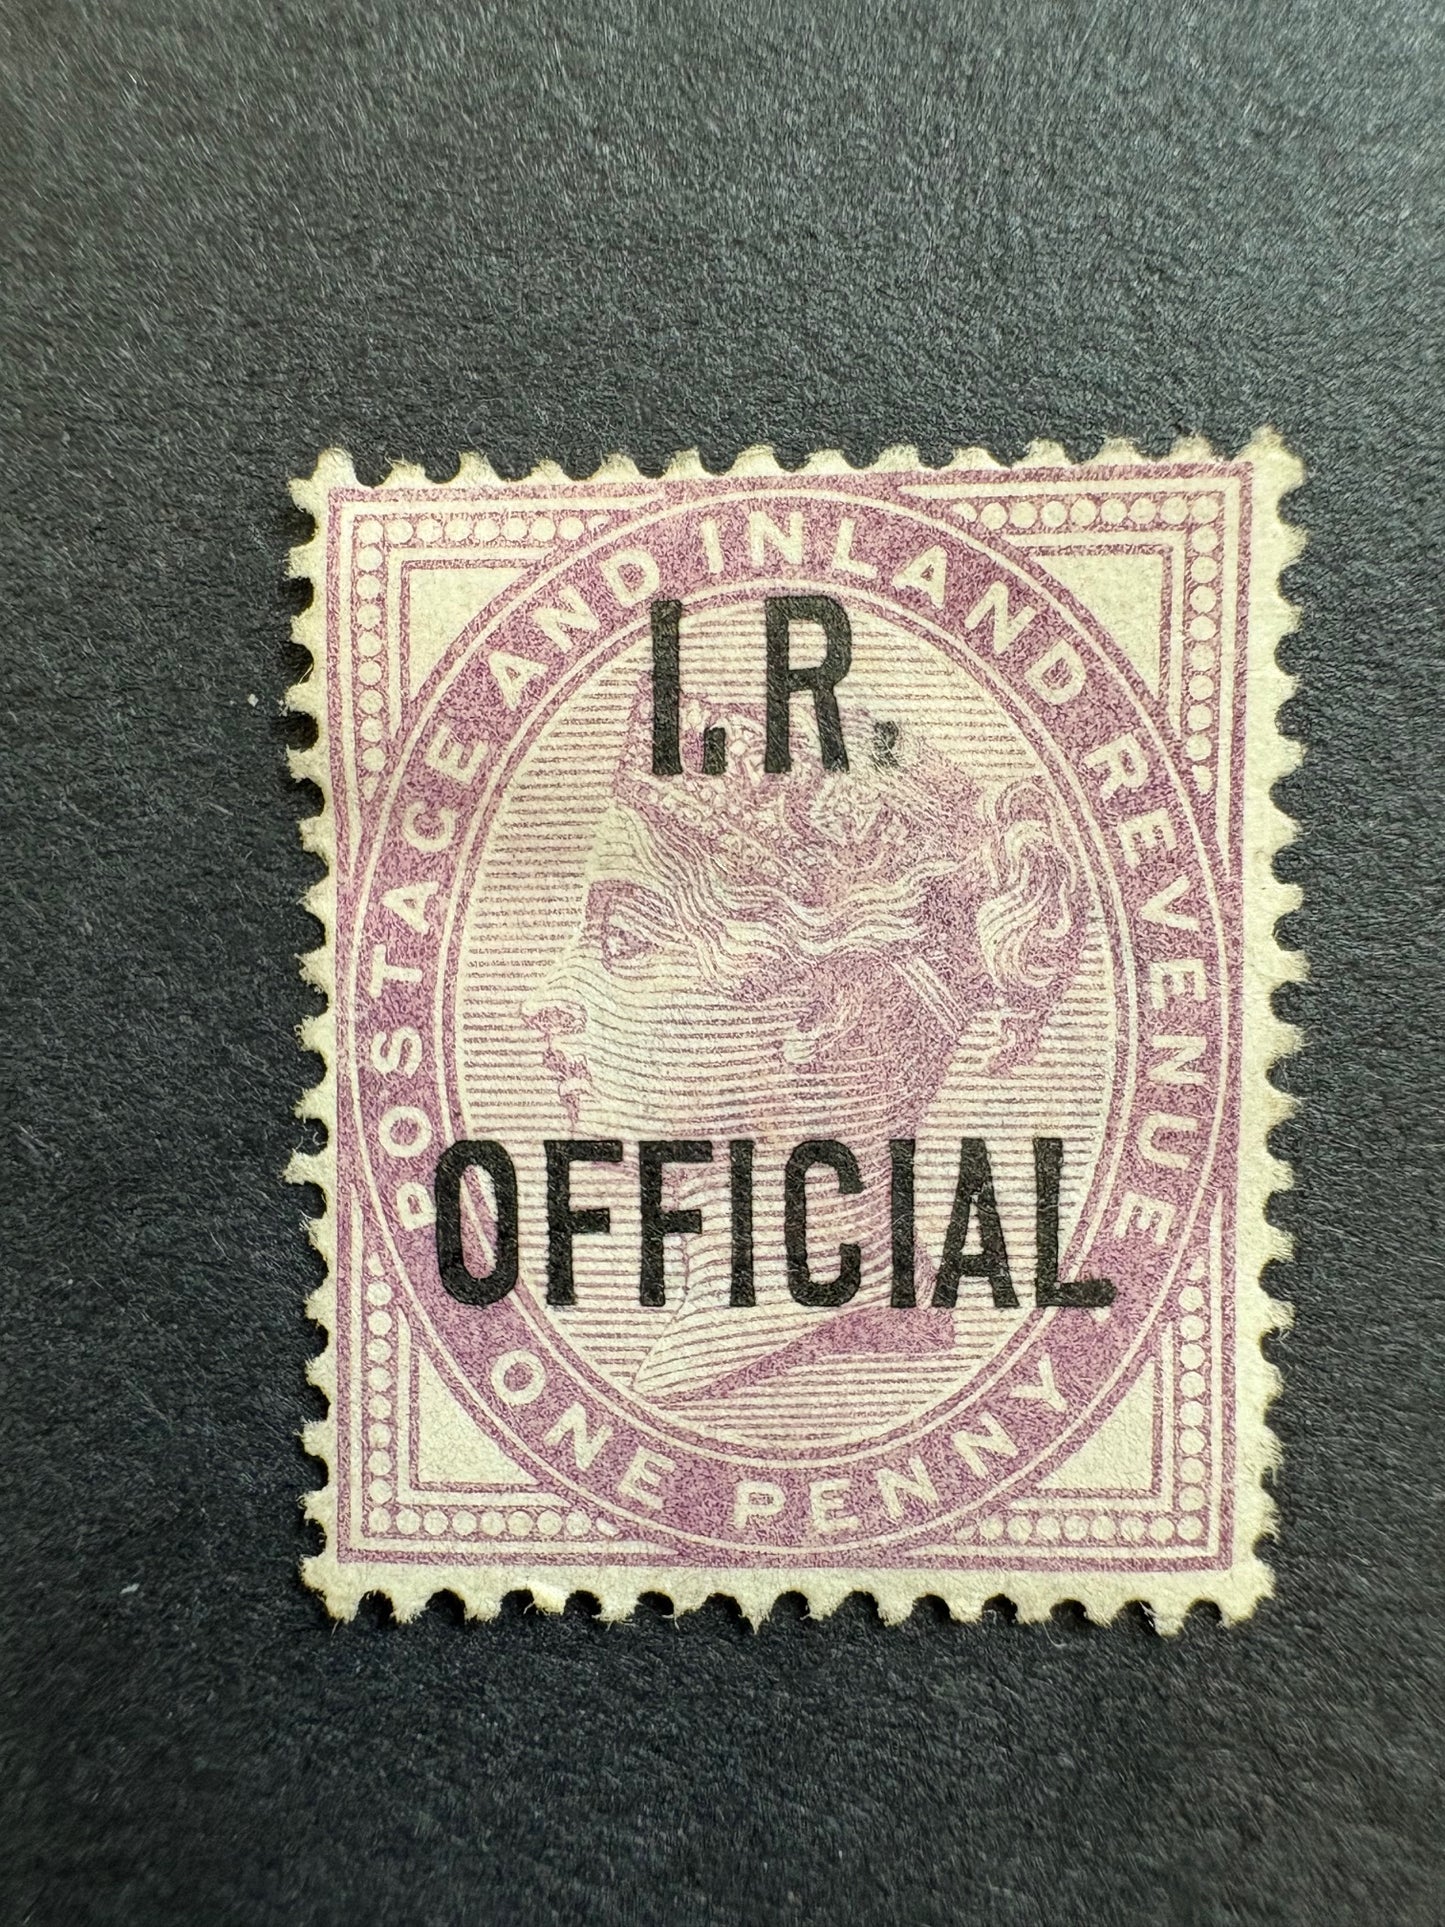 POSTAGE AND INLAND REVENUE
I.R.
OFFICIAL
ONE PENNY